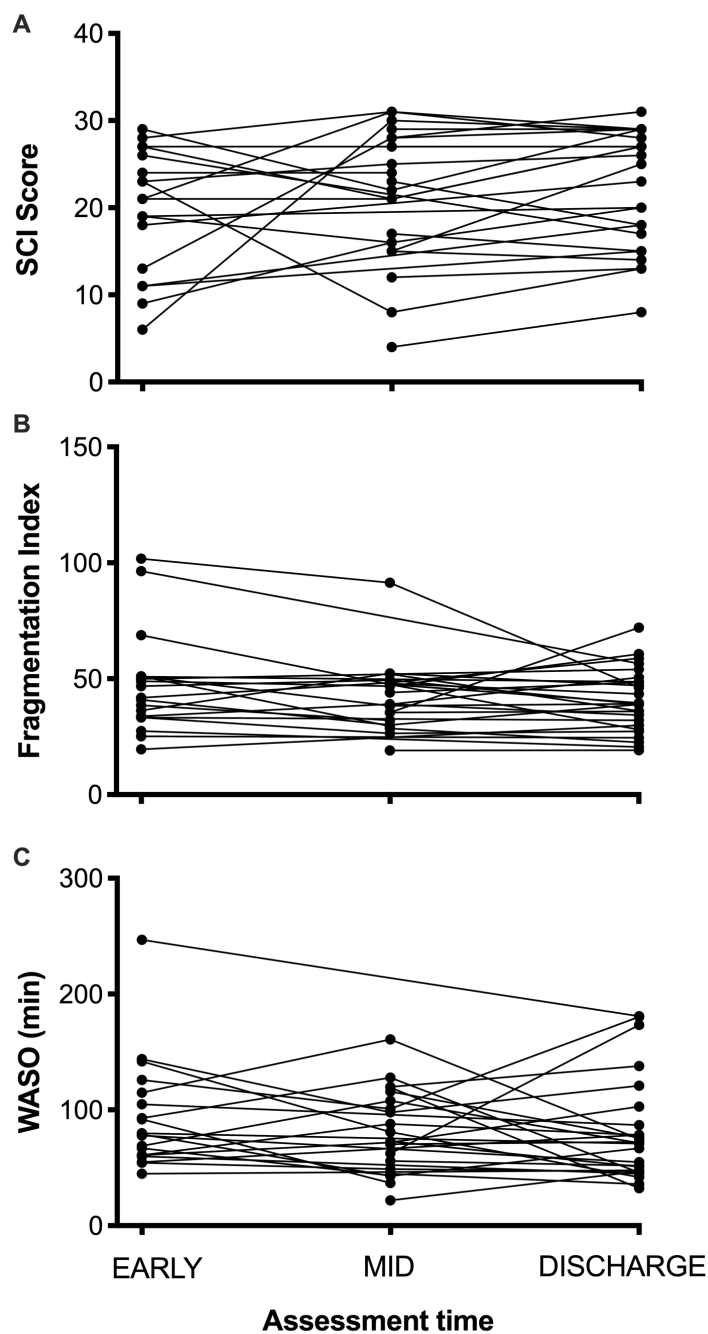 A
40
30
20
10
0
SCI Score
B
150
100
50
0
Fragmentation Index
C
300
200
100
0
WASO (min)
EARLY MID DISCHARGE
Assessment time